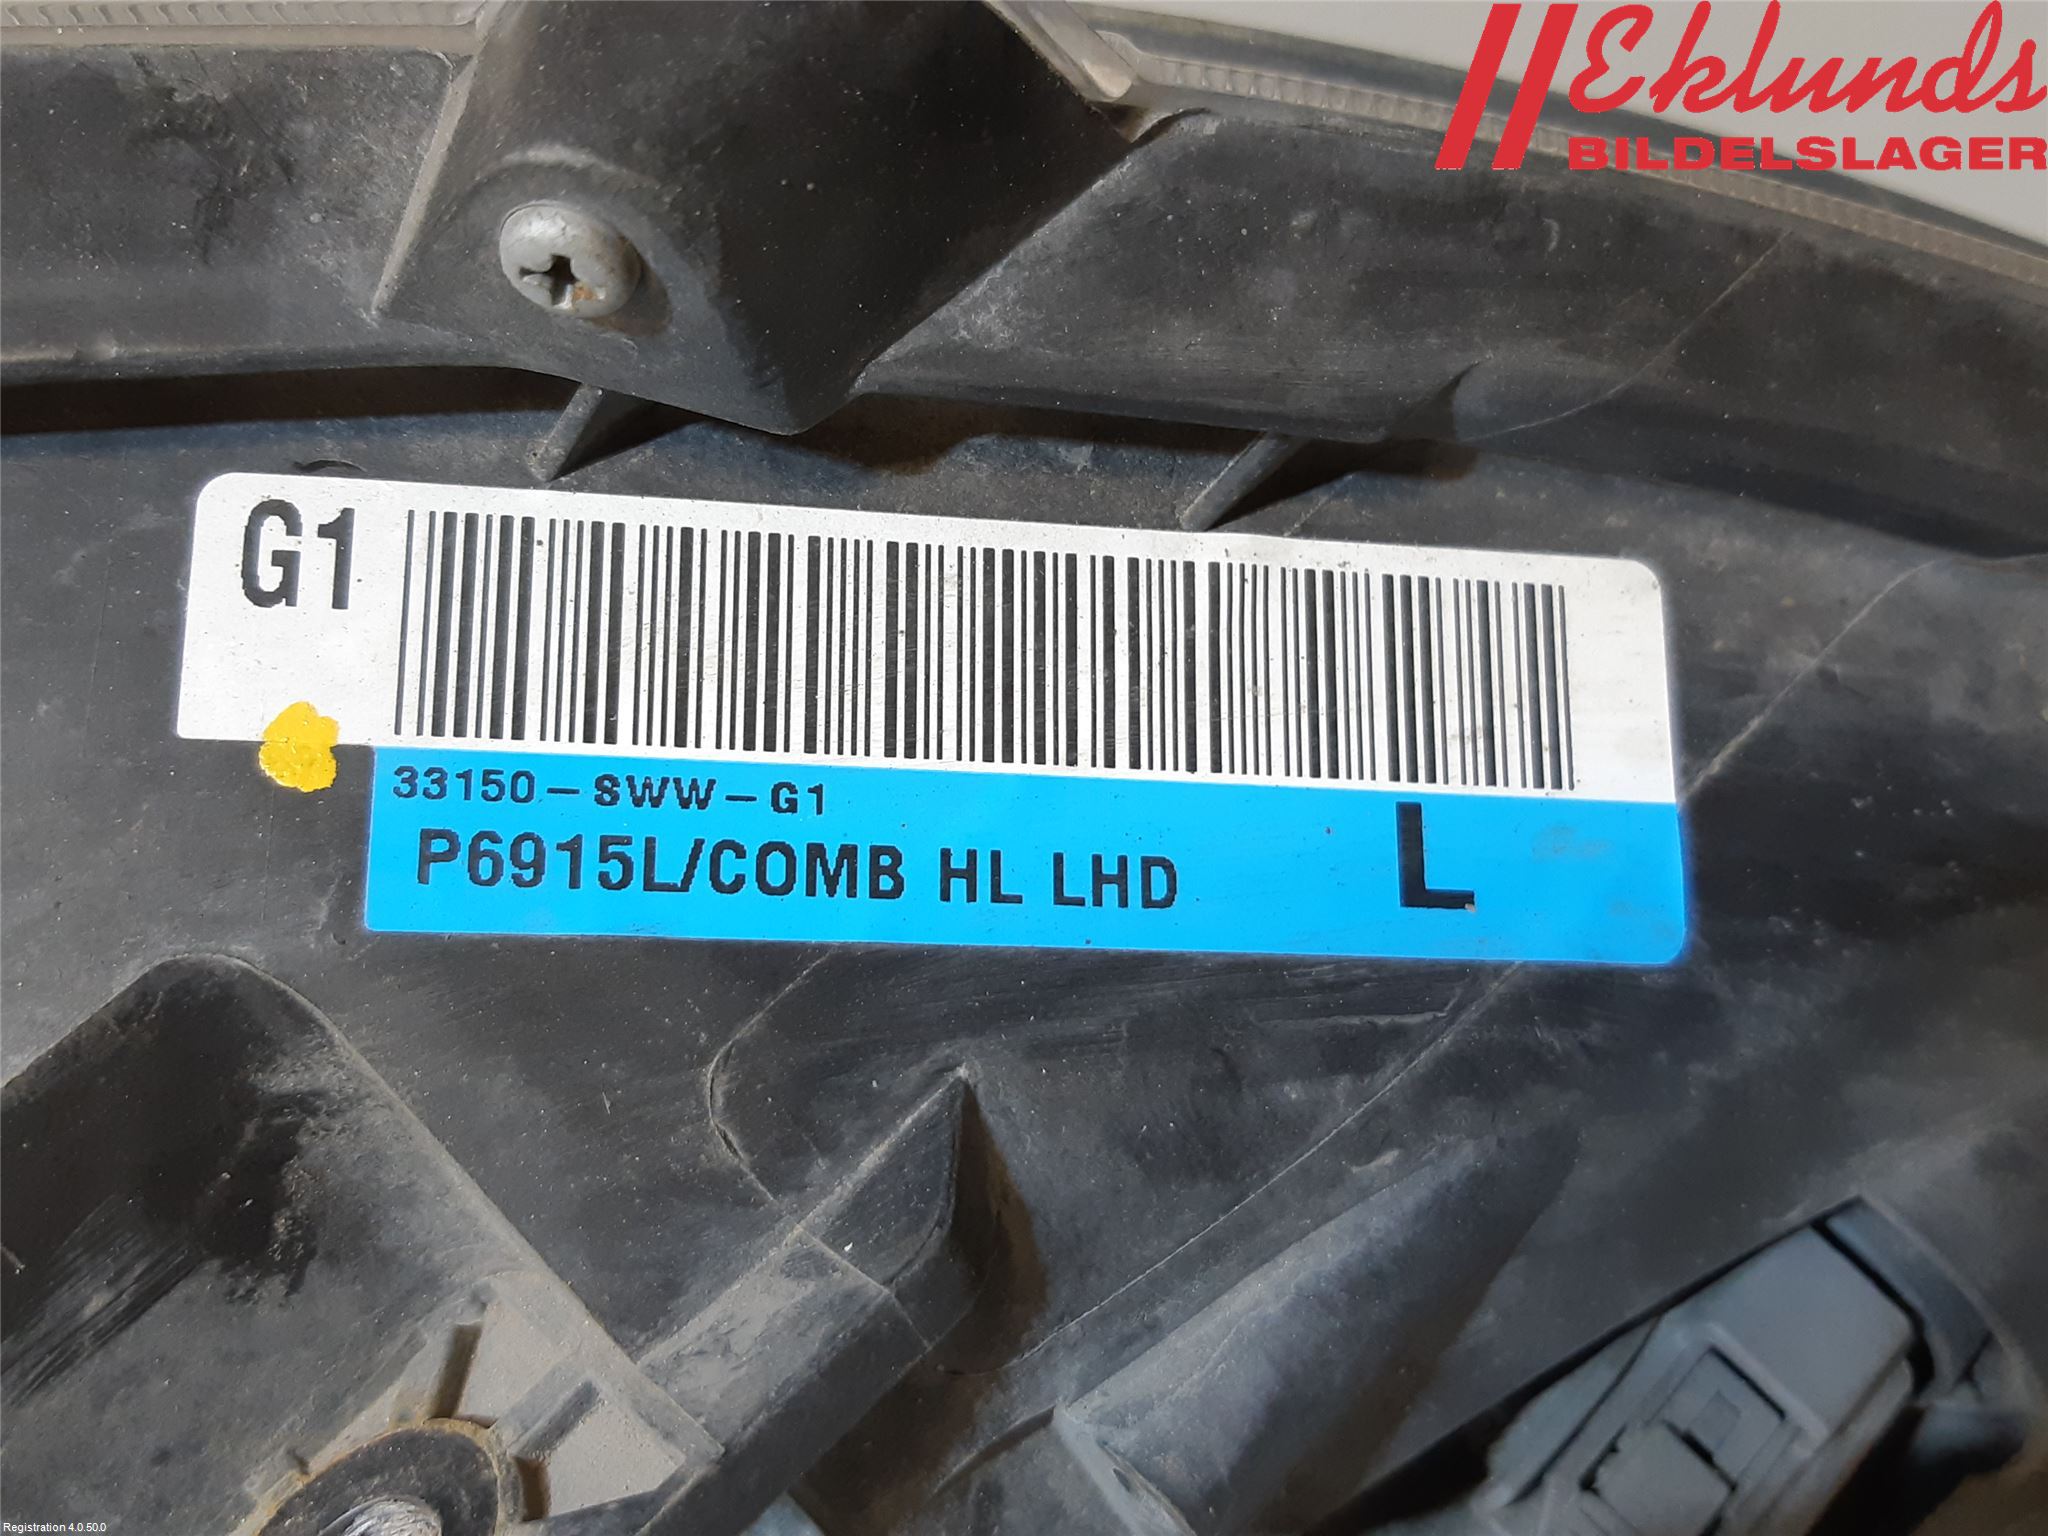 Eklunds
BILDELSLAGER
G1
33150-SWW-G1
P6915L/COMB HL LHD L
Registration 4.0.50.0